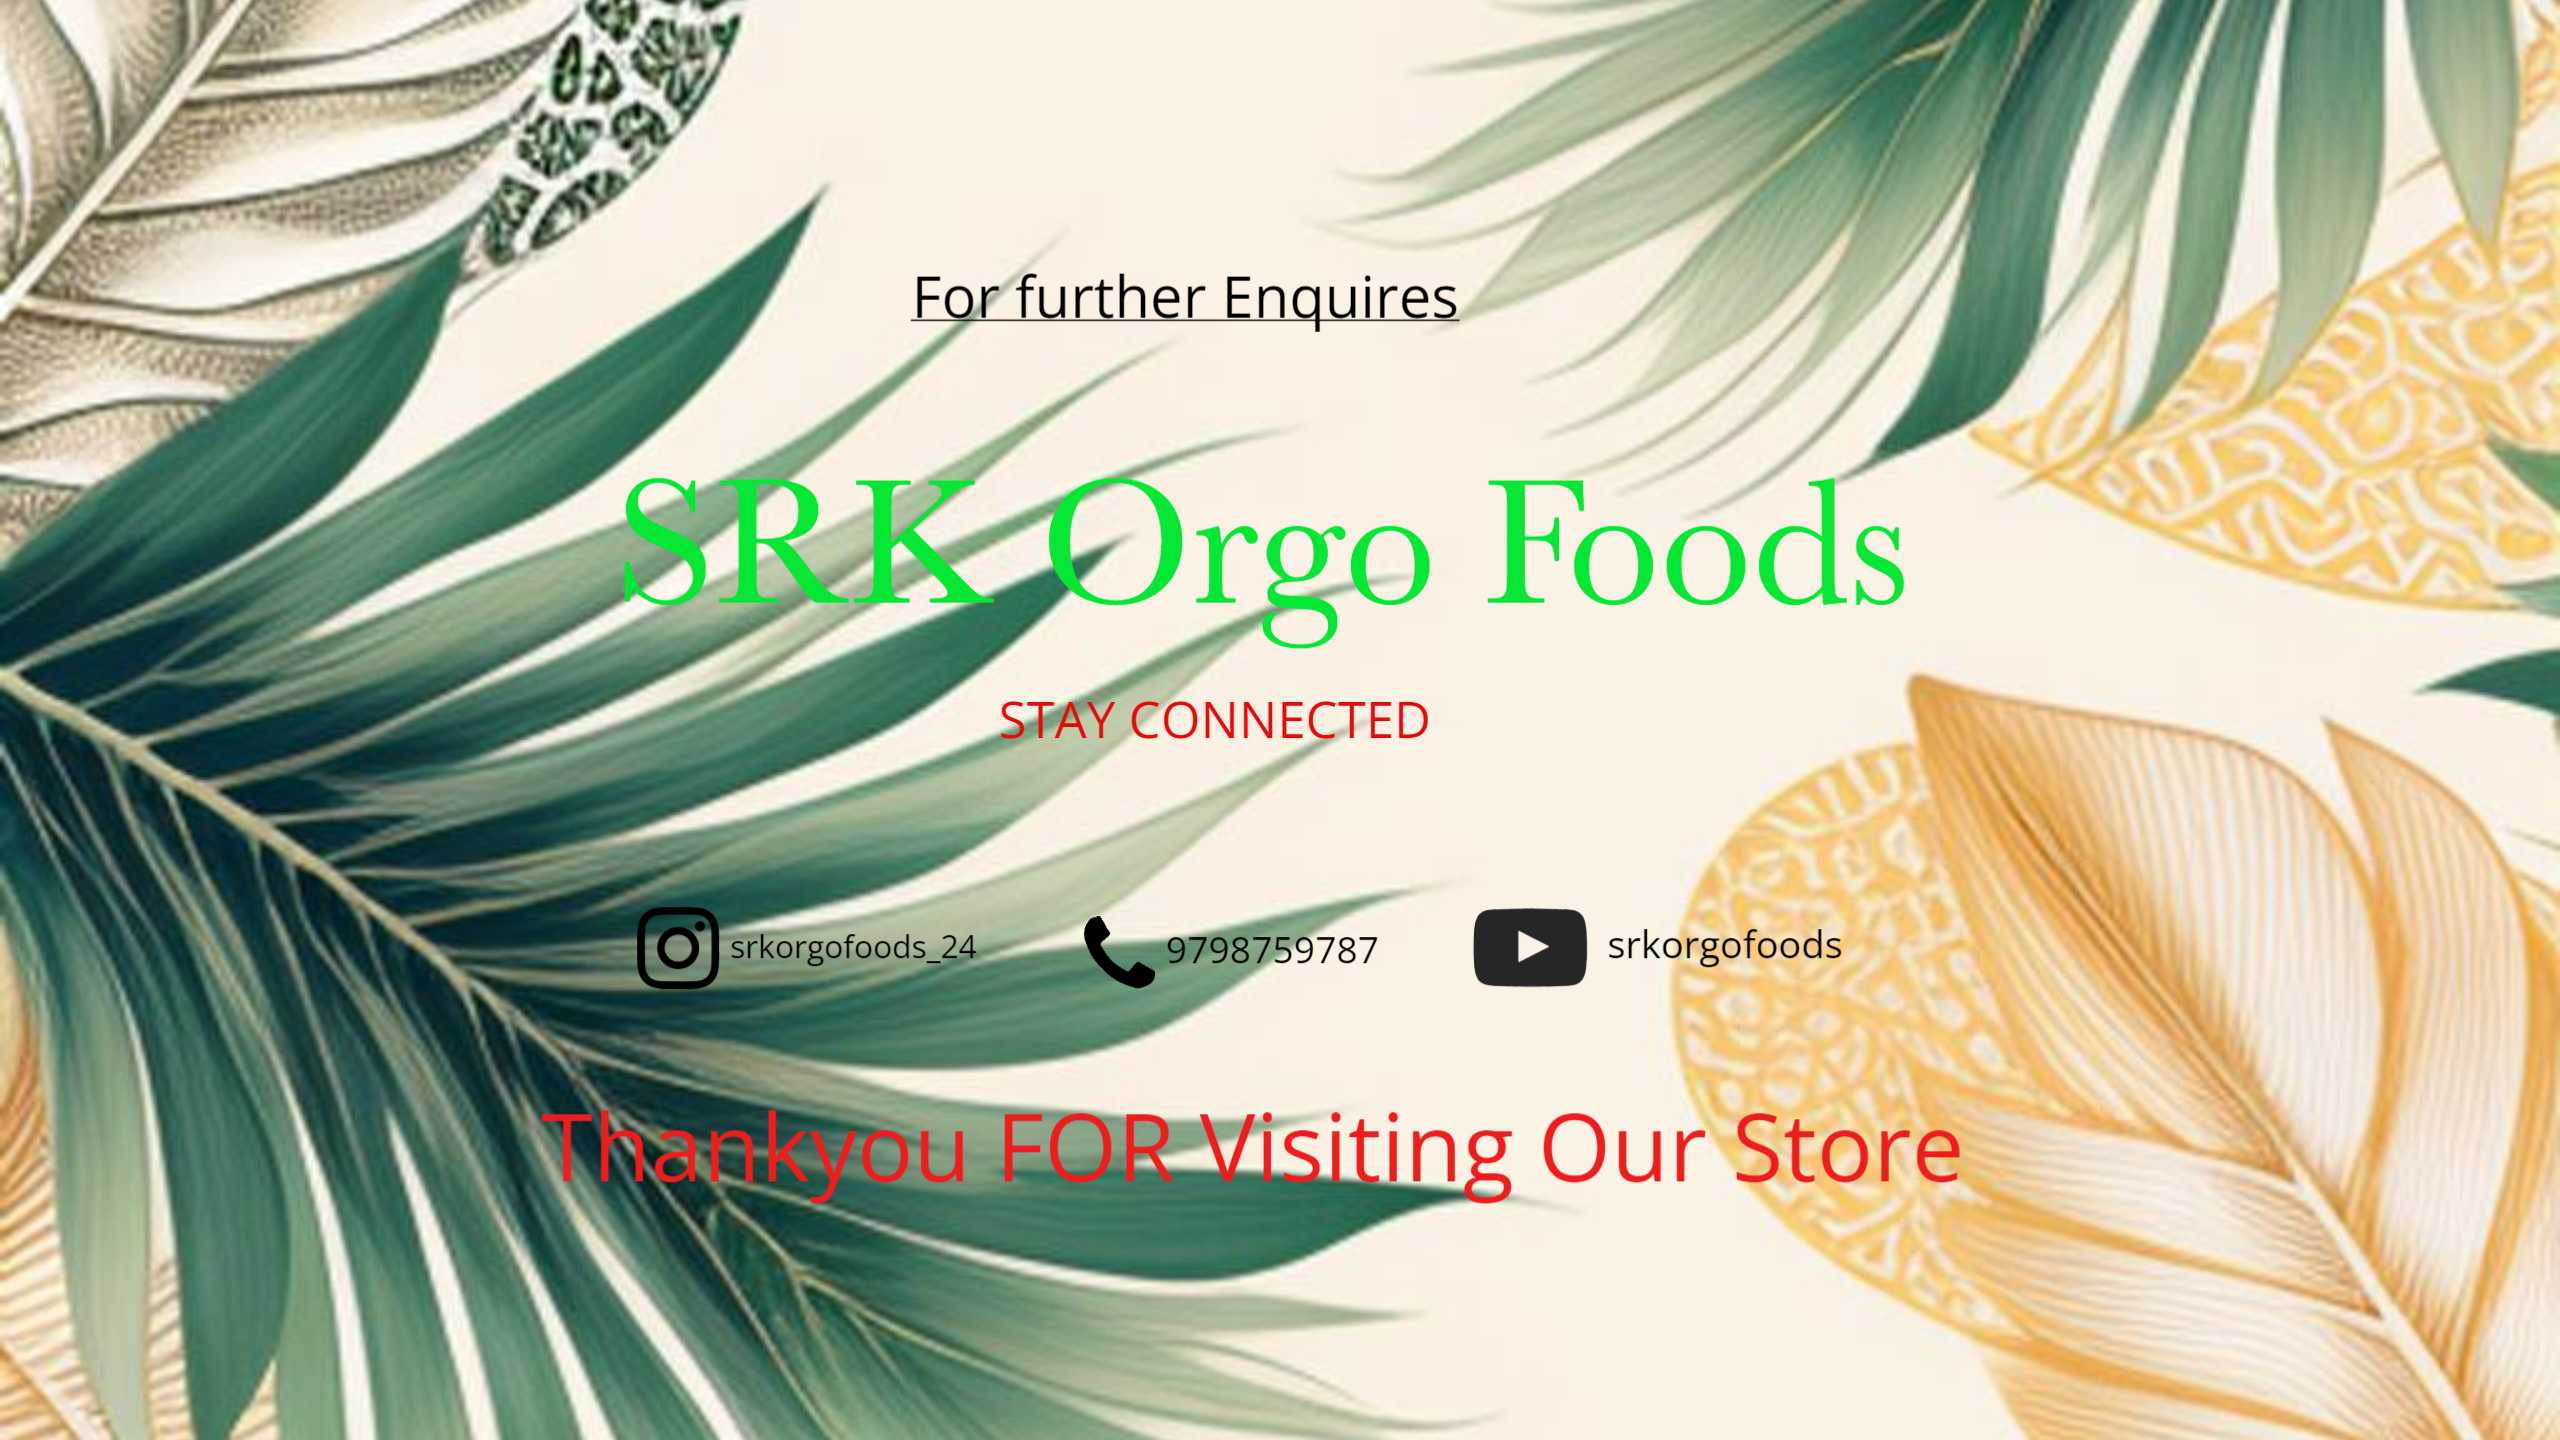 For further Enquires
SRK Orgo Foods
STAY CONNECTED
srkorgofoods_24
9798759787
srkorgofoods
Thankyou FOR Visiting Our Store